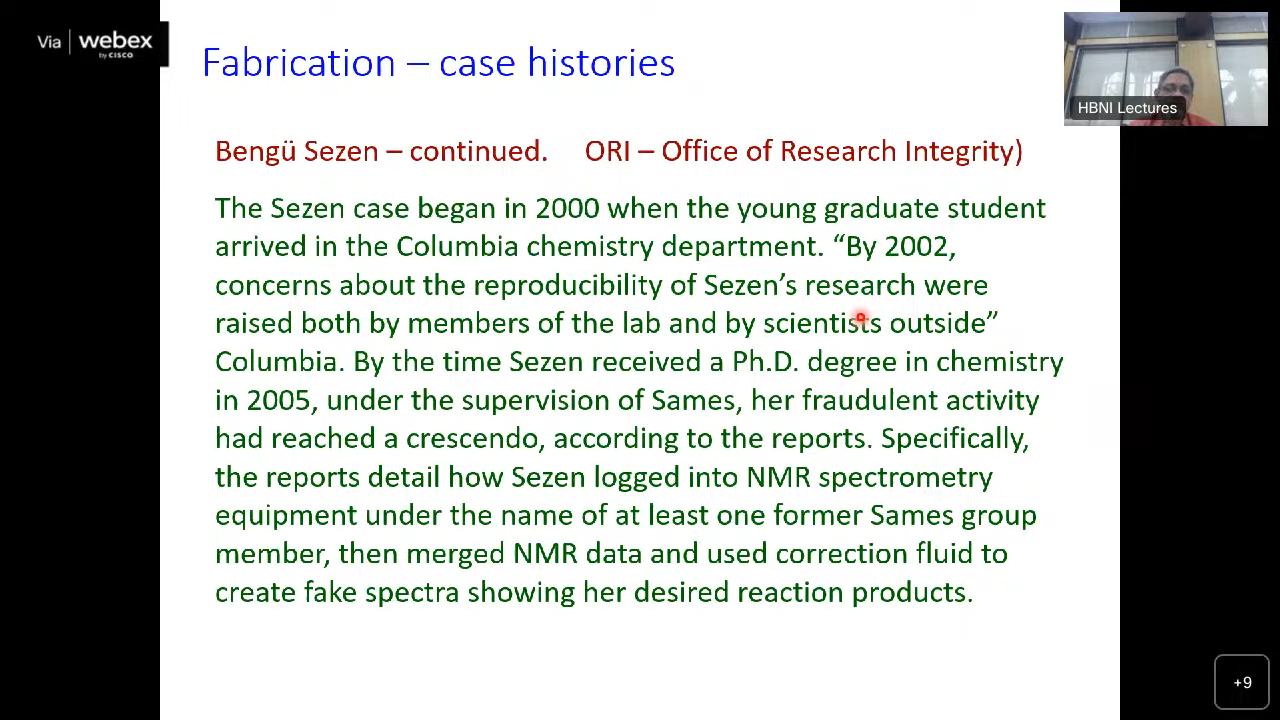 Via webex
by CISCO
Fabrication – case histories
HBNI Lectures
Bengü Sezen – continued. ORI – Office of Research Integrity)
The Sezen case began in 2000 when the young graduate student
arrived in the Columbia chemistry department. “By 2002,
concerns about the reproducibility of Sezen’s research were
raised both by members of the lab and by scientists outside”
Columbia. By the time Sezen received a Ph.D. degree in chemistry
in 2005, under the supervision of Sames, her fraudulent activity
had reached a crescendo, according to the reports. Specifically,
the reports detail how Sezen logged into NMR spectrometry
equipment under the name of at least one former Sames group
member, then merged NMR data and used correction fluid to
create fake spectra showing her desired reaction products.
+9